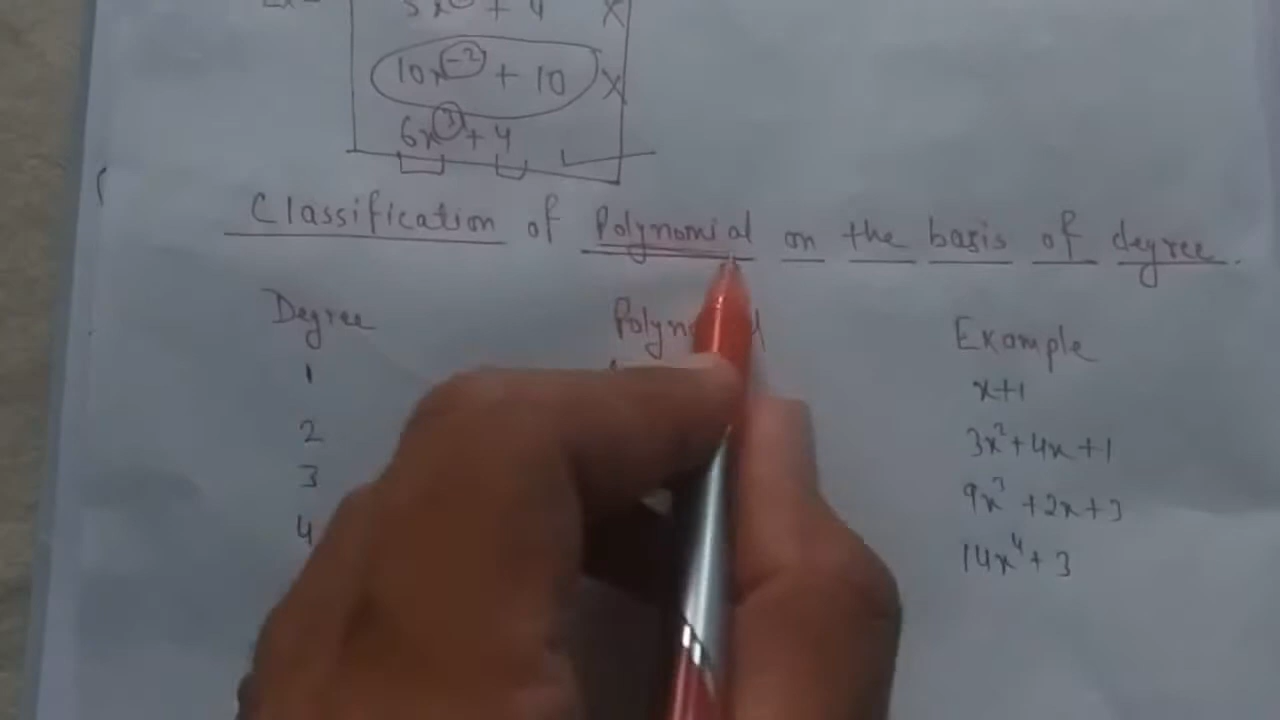 + 4 X
10x⁻² + 10 X
6x³ + 4
Classification of Polynomial on the basis of degree.
Degree Example
1 x+1
2 3x²+4x+1
3 9x³+2x+3
4 14x⁴+3